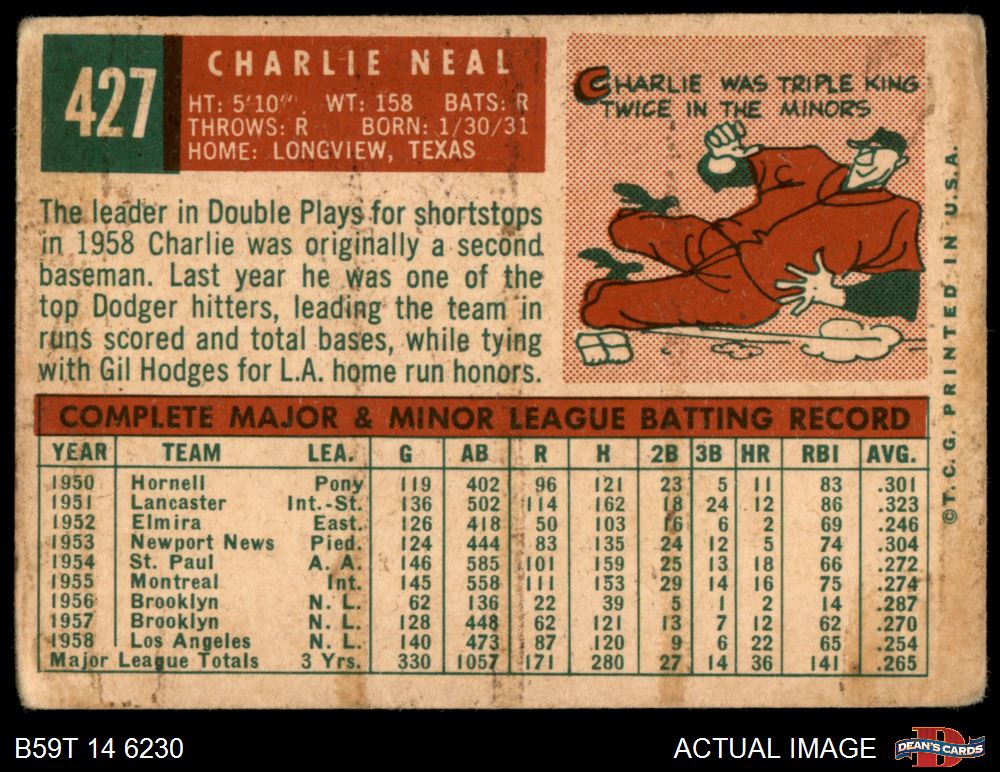 427
CHARLIE NEAL
HT: 5'10" WT: 158 BATS: R
THROWS: R BORN: 1/30/31
HOME: LONGVIEW, TEXAS
CHARLIE WAS TRIPLE KING
TWICE IN THE MINORS
The leader in Double Plays for shortstops
in 1958 Charlie was originally a second
baseman. Last year he was one of the
top Dodger hitters, leading the team in
runs scored and total bases, while tying
with Gil Hodges for L.A. home run honors.
©T. C. G. PRINTED IN U.S.A.
COMPLETE MAJOR & MINOR LEAGUE BATTING RECORD
YEAR TEAM LEA. G AB R H 2B 3B HR RBI AVG.
1950 Hornell Pony 119 402 96 121 23 5 11 83 .301
1951 Lancaster Int.-St. 136 502 114 162 18 24 12 86 .323
1952 Elmira East. 126 418 50 103 16 6 2 69 .246
1953 Newport News Pied. 124 444 83 135 24 12 5 74 .304
1954 St. Paul A. A. 146 585 101 159 25 13 18 66 .272
1955 Montreal Int. 145 558 111 153 29 14 16 75 .274
1956 Brooklyn N. L. 62 136 22 39 5 1 2 14 .287
1957 Brooklyn N. L. 128 448 62 121 13 7 12 62 .270
1958 Los Angeles N. L. 140 473 87 120 9 6 22 65 .254
Major League Totals 3 Yrs. 330 1057 171 280 27 14 36 141 .265
B59T 14 6230
ACTUAL IMAGE
DEAN'S CARDS